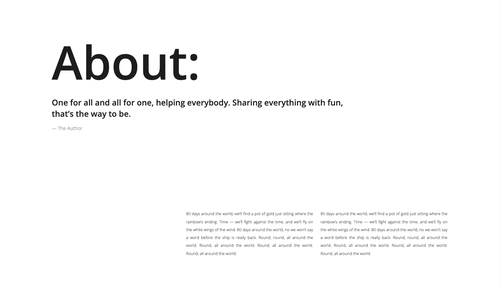 About:
One for all and all for one, helping everybody. Sharing everything with fun,
that's the way to be.
— The Author
80 days around the world, we'll find a pot of gold just sitting where the
rainbow's ending. Time — we'll fight against the time, and we'll fly on
the white wings of the wind. 80 days around the world, no we won't say
a word before the ship is really back. Round, round, all around the
world. Round, all around the world. Round, all around the world.
Round, all around the world.
80 days around the world, we'll find a pot of gold just sitting where the
rainbow's ending. Time — we'll fight against the time, and we'll fly on
the white wings of the wind. 80 days around the world, no we won't say
a word before the ship is really back. Round, round, all around the
world. Round, all around the world. Round, all around the world.
Round, all around the world.